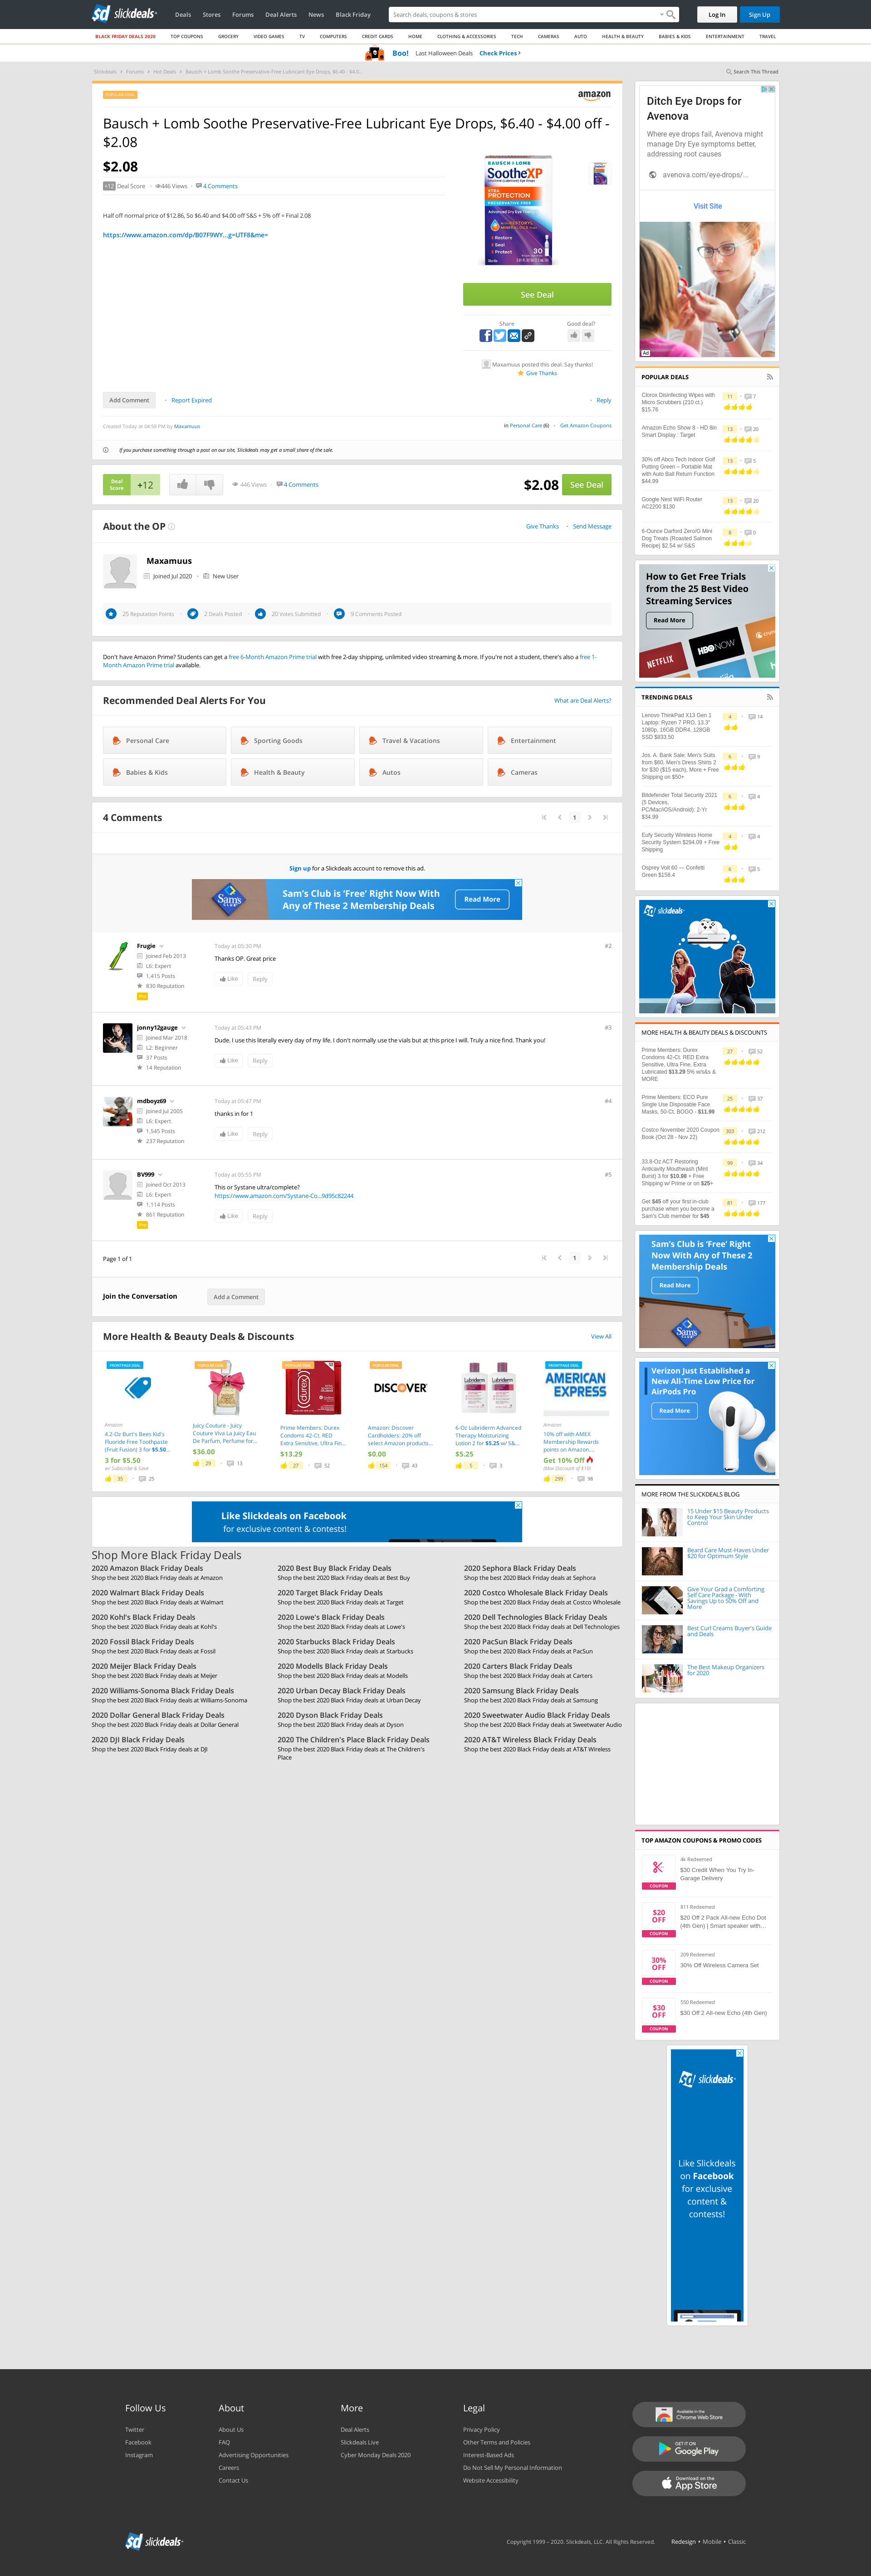 slickdeals
Deals Stores Forums Deal Alerts News Black Friday
Search deals, coupons & stores
Log In
Sign Up
BLACK FRIDAY DEALS 2020 TOP COUPONS GROCERY VIDEO GAMES TV COMPUTERS CREDIT CARDS HOME CLOTHING & ACCESSORIES TECH CAMERAS AUTO HEALTH & BEAUTY BABIES & KIDS ENTERTAINMENT TRAVEL
Boo! Last Halloween Deals Check Prices
Slickdeals > Forums > Hot Deals > Bausch + Lomb Soothe Preservative-Free Lubricant Eye Drops, $6.40 - $4.0...
Search This Thread
POPULAR DEAL
amazon
Bausch + Lomb Soothe Preservative-Free Lubricant Eye Drops, $6.40 - $4.00 off - $2.08
$2.08
+12 Deal Score 446 Views 4 Comments
Half off normal price of $12.86, So $6.40 and $4.00 off S&S + 5% off = Final 2.08
https://www.amazon.com/dp/B07F9WY...g=UTF8&me=
BAUSCH + LOMB
SootheXP
XTRA PROTECTION
PRESERVATIVE FREE
Advanced Dry Eye Therapy
Restore
Seal
Protect
30
See Deal
Share
Good deal?
Maxamuus posted this deal. Say thanks!
Give Thanks
Add Comment Report Expired
Reply
Created Today at 04:58 PM by Maxamuus
in Personal Care (6) Get Amazon Coupons
If you purchase something through a post on our site, Slickdeals may get a small share of the sale.
Deal Score +12
446 Views 4 Comments
$2.08 See Deal
About the OP
Give Thanks Send Message
Maxamuus
Joined Jul 2020 New User
25 Reputation Points 2 Deals Posted 20 Votes Submitted 9 Comments Posted
Don't have Amazon Prime? Students can get a free 6-Month Amazon Prime trial with free 2-day shipping, unlimited video streaming & more. If you're not a student, there's also a free 1-
Month Amazon Prime trial available.
Recommended Deal Alerts For You
What are Deal Alerts?
Personal Care Sporting Goods Travel & Vacations Entertainment
Babies & Kids Health & Beauty Autos Cameras
4 Comments
1
Sign up for a Slickdeals account to remove this ad.
Sam's Club
Sam's Club is 'Free' Right Now With
Any of These 2 Membership Deals
Read More
Frugie
Joined Feb 2013
L6: Expert
1,415 Posts
830 Reputation
Pro
Today at 05:30 PM
#2
Thanks OP. Great price
Like Reply
jonny12gauge
Joined Mar 2018
L2: Beginner
37 Posts
14 Reputation
Today at 05:43 PM
#3
Dude. I use this literally every day of my life. I don't normally use the vials but at this price I will. Truly a nice find. Thank you!
Like Reply
mdboyz69
Joined Jul 2005
L6: Expert
1,545 Posts
237 Reputation
Today at 05:47 PM
#4
thanks in for 1
Like Reply
BV999
Joined Oct 2013
L6: Expert
1,114 Posts
861 Reputation
Pro
Today at 05:55 PM
#5
This or Systane ultra/complete?
https://www.amazon.com/Systane-Co...9d95c82244
Like Reply
Page 1 of 1
1
Join the Conversation
Add a Comment
More Health & Beauty Deals & Discounts
View All
FRONTPAGE DEAL
Amazon
4.2-Oz Burt's Bees Kid's
Fluoride Free Toothpaste
(Fruit Fusion) 3 for $5.50...
3 for $5.50
w/ Subscribe & Save
35 25
POPULAR DEAL
Juicy Couture - Juicy
Couture Viva La Juicy Eau
De Parfum, Perfume for...
$36.00
29 13
POPULAR DEAL
durex
Prime Members: Durex
Condoms 42-Ct. RED
Extra Sensitive, Ultra Fin...
$13.29
27 52
POPULAR DEAL
DISCOVER
Amazon: Discover
Cardholders: 20% off
select Amazon products...
$0.00
154 43
Lubriderm
6-Oz Lubriderm Advanced
Therapy Moisturizing
Lotion 2 for $5.25 w/ S&...
$5.25
5 3
FRONTPAGE DEAL
AMERICAN EXPRESS
Amazon
10% off with AMEX
Membership Rewards
points on Amazon,...
Get 10% Off
(Max Discount of $15)
299 98
Like Slickdeals on Facebook
for exclusive content & contests!
Shop More Black Friday Deals
2020 Amazon Black Friday Deals
Shop the best 2020 Black Friday deals at Amazon
2020 Best Buy Black Friday Deals
Shop the best 2020 Black Friday deals at Best Buy
2020 Sephora Black Friday Deals
Shop the best 2020 Black Friday deals at Sephora
2020 Walmart Black Friday Deals
Shop the best 2020 Black Friday deals at Walmart
2020 Target Black Friday Deals
Shop the best 2020 Black Friday deals at Target
2020 Costco Wholesale Black Friday Deals
Shop the best 2020 Black Friday deals at Costco Wholesale
2020 Kohl's Black Friday Deals
Shop the best 2020 Black Friday deals at Kohl's
2020 Lowe's Black Friday Deals
Shop the best 2020 Black Friday deals at Lowe's
2020 Dell Technologies Black Friday Deals
Shop the best 2020 Black Friday deals at Dell Technologies
2020 Fossil Black Friday Deals
Shop the best 2020 Black Friday deals at Fossil
2020 Starbucks Black Friday Deals
Shop the best 2020 Black Friday deals at Starbucks
2020 PacSun Black Friday Deals
Shop the best 2020 Black Friday deals at PacSun
2020 Meijer Black Friday Deals
Shop the best 2020 Black Friday deals at Meijer
2020 Modells Black Friday Deals
Shop the best 2020 Black Friday deals at Modells
2020 Carters Black Friday Deals
Shop the best 2020 Black Friday deals at Carters
2020 Williams-Sonoma Black Friday Deals
Shop the best 2020 Black Friday deals at Williams-Sonoma
2020 Urban Decay Black Friday Deals
Shop the best 2020 Black Friday deals at Urban Decay
2020 Samsung Black Friday Deals
Shop the best 2020 Black Friday deals at Samsung
2020 Dollar General Black Friday Deals
Shop the best 2020 Black Friday deals at Dollar General
2020 Dyson Black Friday Deals
Shop the best 2020 Black Friday deals at Dyson
2020 Sweetwater Audio Black Friday Deals
Shop the best 2020 Black Friday deals at Sweetwater Audio
2020 DJI Black Friday Deals
Shop the best 2020 Black Friday deals at DJI
2020 The Children's Place Black Friday Deals
Shop the best 2020 Black Friday deals at The Children's
Place
2020 AT&T Wireless Black Friday Deals
Shop the best 2020 Black Friday deals at AT&T Wireless
Ditch Eye Drops for
Avenova
Where eye drops fail, Avenova might
manage Dry Eye symptoms better,
addressing root causes
avenova.com/eye-drops/...
Visit Site
Ad
POPULAR DEALS
Clorox Disinfecting Wipes with
Micro Scrubbers (210 ct.)
$15.76
11 7
Amazon Echo Show 8 - HD 8in
Smart Display : Target
13 20
30% off Abco Tech Indoor Golf
Putting Green – Portable Mat
with Auto Ball Return Function
$44.99
13 5
Google Nest WiFi Router
AC2200 $130
13 20
6-Ounce Darford Zero/G Mini
Dog Treats (Roasted Salmon
Recipe) $2.54 w/ S&S
8 0
How to Get Free Trials
from the 25 Best Video
Streaming Services
Read More
NETFLIX
HBO NOW
TRENDING DEALS
Lenovo ThinkPad X13 Gen 1
Laptop: Ryzen 7 PRO, 13.3"
1080p, 16GB DDR4, 128GB
SSD $833.50
4 14
Jos. A. Bank Sale: Men's Suits
from $60, Men's Dress Shirts 2
for $30 ($15 each), More + Free
Shipping on $50+
6 9
Bitdefender Total Security 2021
(5 Devices,
PC/Mac/iOS/Android): 2-Yr
$34.99
6 4
Eufy Security Wireless Home
Security System $294.09 + Free
Shipping
4 4
Osprey Volt 60 — Confetti
Green $158.4
6 5
slickdeals
MORE HEALTH & BEAUTY DEALS & DISCOUNTS
Prime Members: Durex
Condoms 42-Ct. RED Extra
Sensitive, Ultra Fine, Extra
Lubricated $13.29 5% w/s&s &
MORE
27 52
Prime Members: ECO Pure
Single Use Disposable Face
Masks, 50-Ct, BOGO - $11.99
25 37
Costco November 2020 Coupon
Book (Oct 28 - Nov 22)
303 212
33.8-Oz ACT Restoring
Anticavity Mouthwash (Mint
Burst) 3 for $10.98 + Free
Shipping w/ Prime or on $25+
99 34
Get $45 off your first in-club
purchase when you become a
Sam's Club member for $45
81 177
Sam's Club is 'Free' Right
Now With Any of These 2
Membership Deals
Read More
Sam's Club
Verizon Just Established a
New All-Time Low Price for
AirPods Pro
Read More
MORE FROM THE SLICKDEALS BLOG
15 Under $15 Beauty Products
to Keep Your Skin Under
Control
Beard Care Must-Haves Under
$20 for Optimum Style
Give Your Grad a Comforting
Self Care Package - With
Savings Up to 50% Off and
More
Best Curl Creams Buyer's Guide
and Deals
The Best Makeup Organizers
for 2020
TOP AMAZON COUPONS & PROMO CODES
COUPON
4k Redeemed
$30 Credit When You Try In-
Garage Delivery
$20 OFF
COUPON
811 Redeemed
$20 Off 2 Pack All-new Echo Dot
(4th Gen) | Smart speaker with...
30% OFF
COUPON
209 Redeemed
30% Off Wireless Camera Set
$30 OFF
COUPON
550 Redeemed
$30 Off 2 All-new Echo (4th Gen)
slickdeals
Like Slickdeals
on Facebook
for exclusive
content &
contests!
Follow Us
Twitter
Facebook
Instagram
About
About Us
FAQ
Advertising Opportunities
Careers
Contact Us
More
Deal Alerts
Slickdeals Live
Cyber Monday Deals 2020
Legal
Privacy Policy
Other Terms and Policies
Interest-Based Ads
Do Not Sell My Personal Information
Website Accessibility
Available in the
Chrome Web Store
GET IT ON
Google Play
Download on the
App Store
slickdeals
Copyright 1999 - 2020. Slickdeals, LLC. All Rights Reserved. Redesign • Mobile • Classic